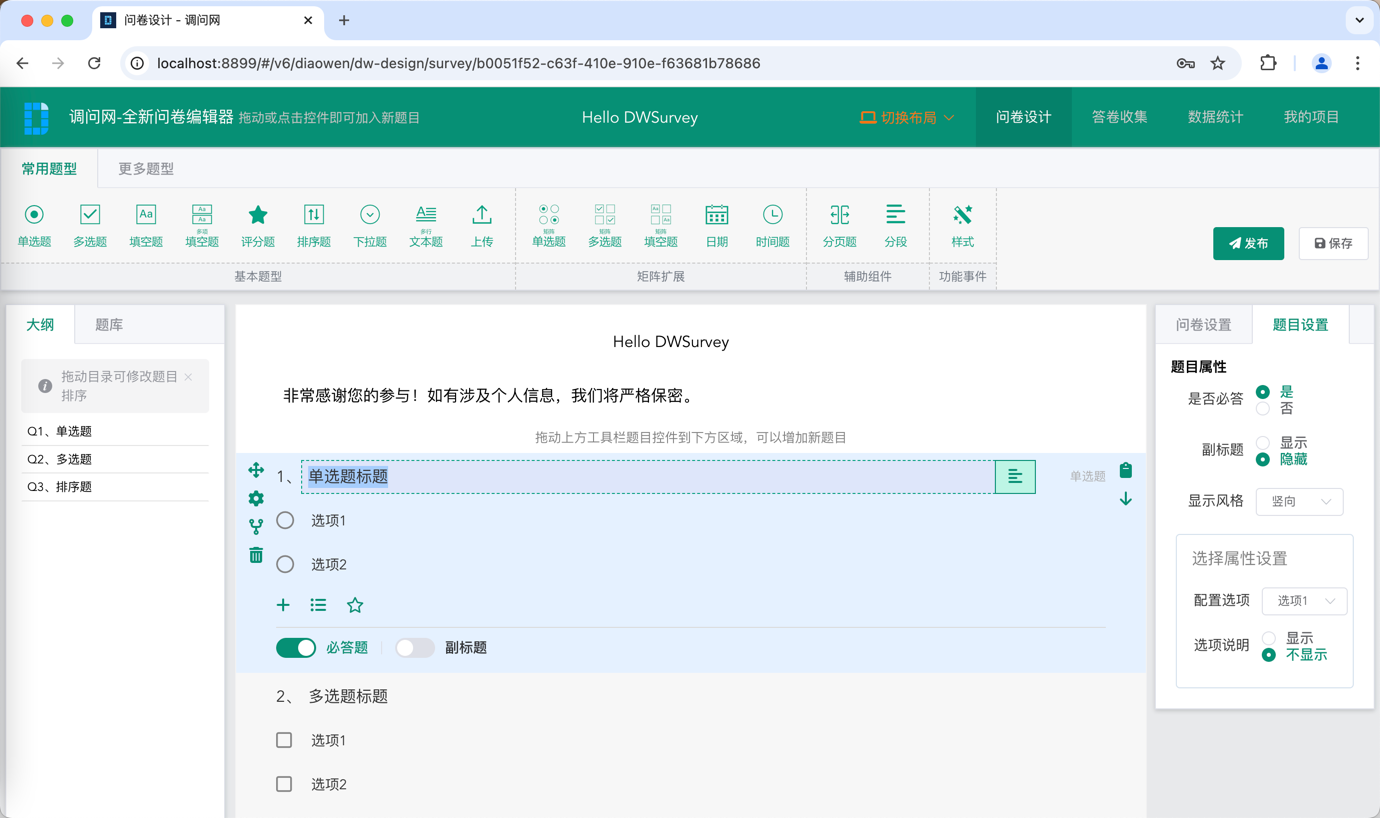 问卷设计 - 调问网
localhost:8899/#/v6/diaowen/dw-design/survey/b0051f52-c63f-410e-910e-f63681b78686
调问网-全新问卷编辑器 拖动或点击控件即可加入新题目
Hello DWSurvey
切换布局
问卷设计
答卷收集
数据统计
我的项目
常用题型
更多题型
Aa
Aa
Aa
多行
单选题
多选题
填空题
多项
填空题
评分题
排序题
下拉题
文本题
上传
矩阵
单选题
矩阵
多选题
矩阵
填空题
日期
时间题
分页题
分段
样式
发布
保存
基本题型
矩阵扩展
辅助组件
功能事件
大纲
题库
拖动目录可修改题目
排序
Q1、单选题
Q2、多选题
Q3、排序题
Hello DWSurvey
非常感谢您的参与！如有涉及个人信息，我们将严格保密。
拖动上方工具栏题目控件到下方区域，可以增加新题目
1、 单选题标题
单选题
选项1
选项2
必答题
副标题
2、 多选题标题
选项1
选项2
问卷设置
题目设置
题目属性
是否必答
是
否
副标题
显示
隐藏
显示风格
竖向
选择属性设置
配置选项
选项1
选项说明
显示
不显示